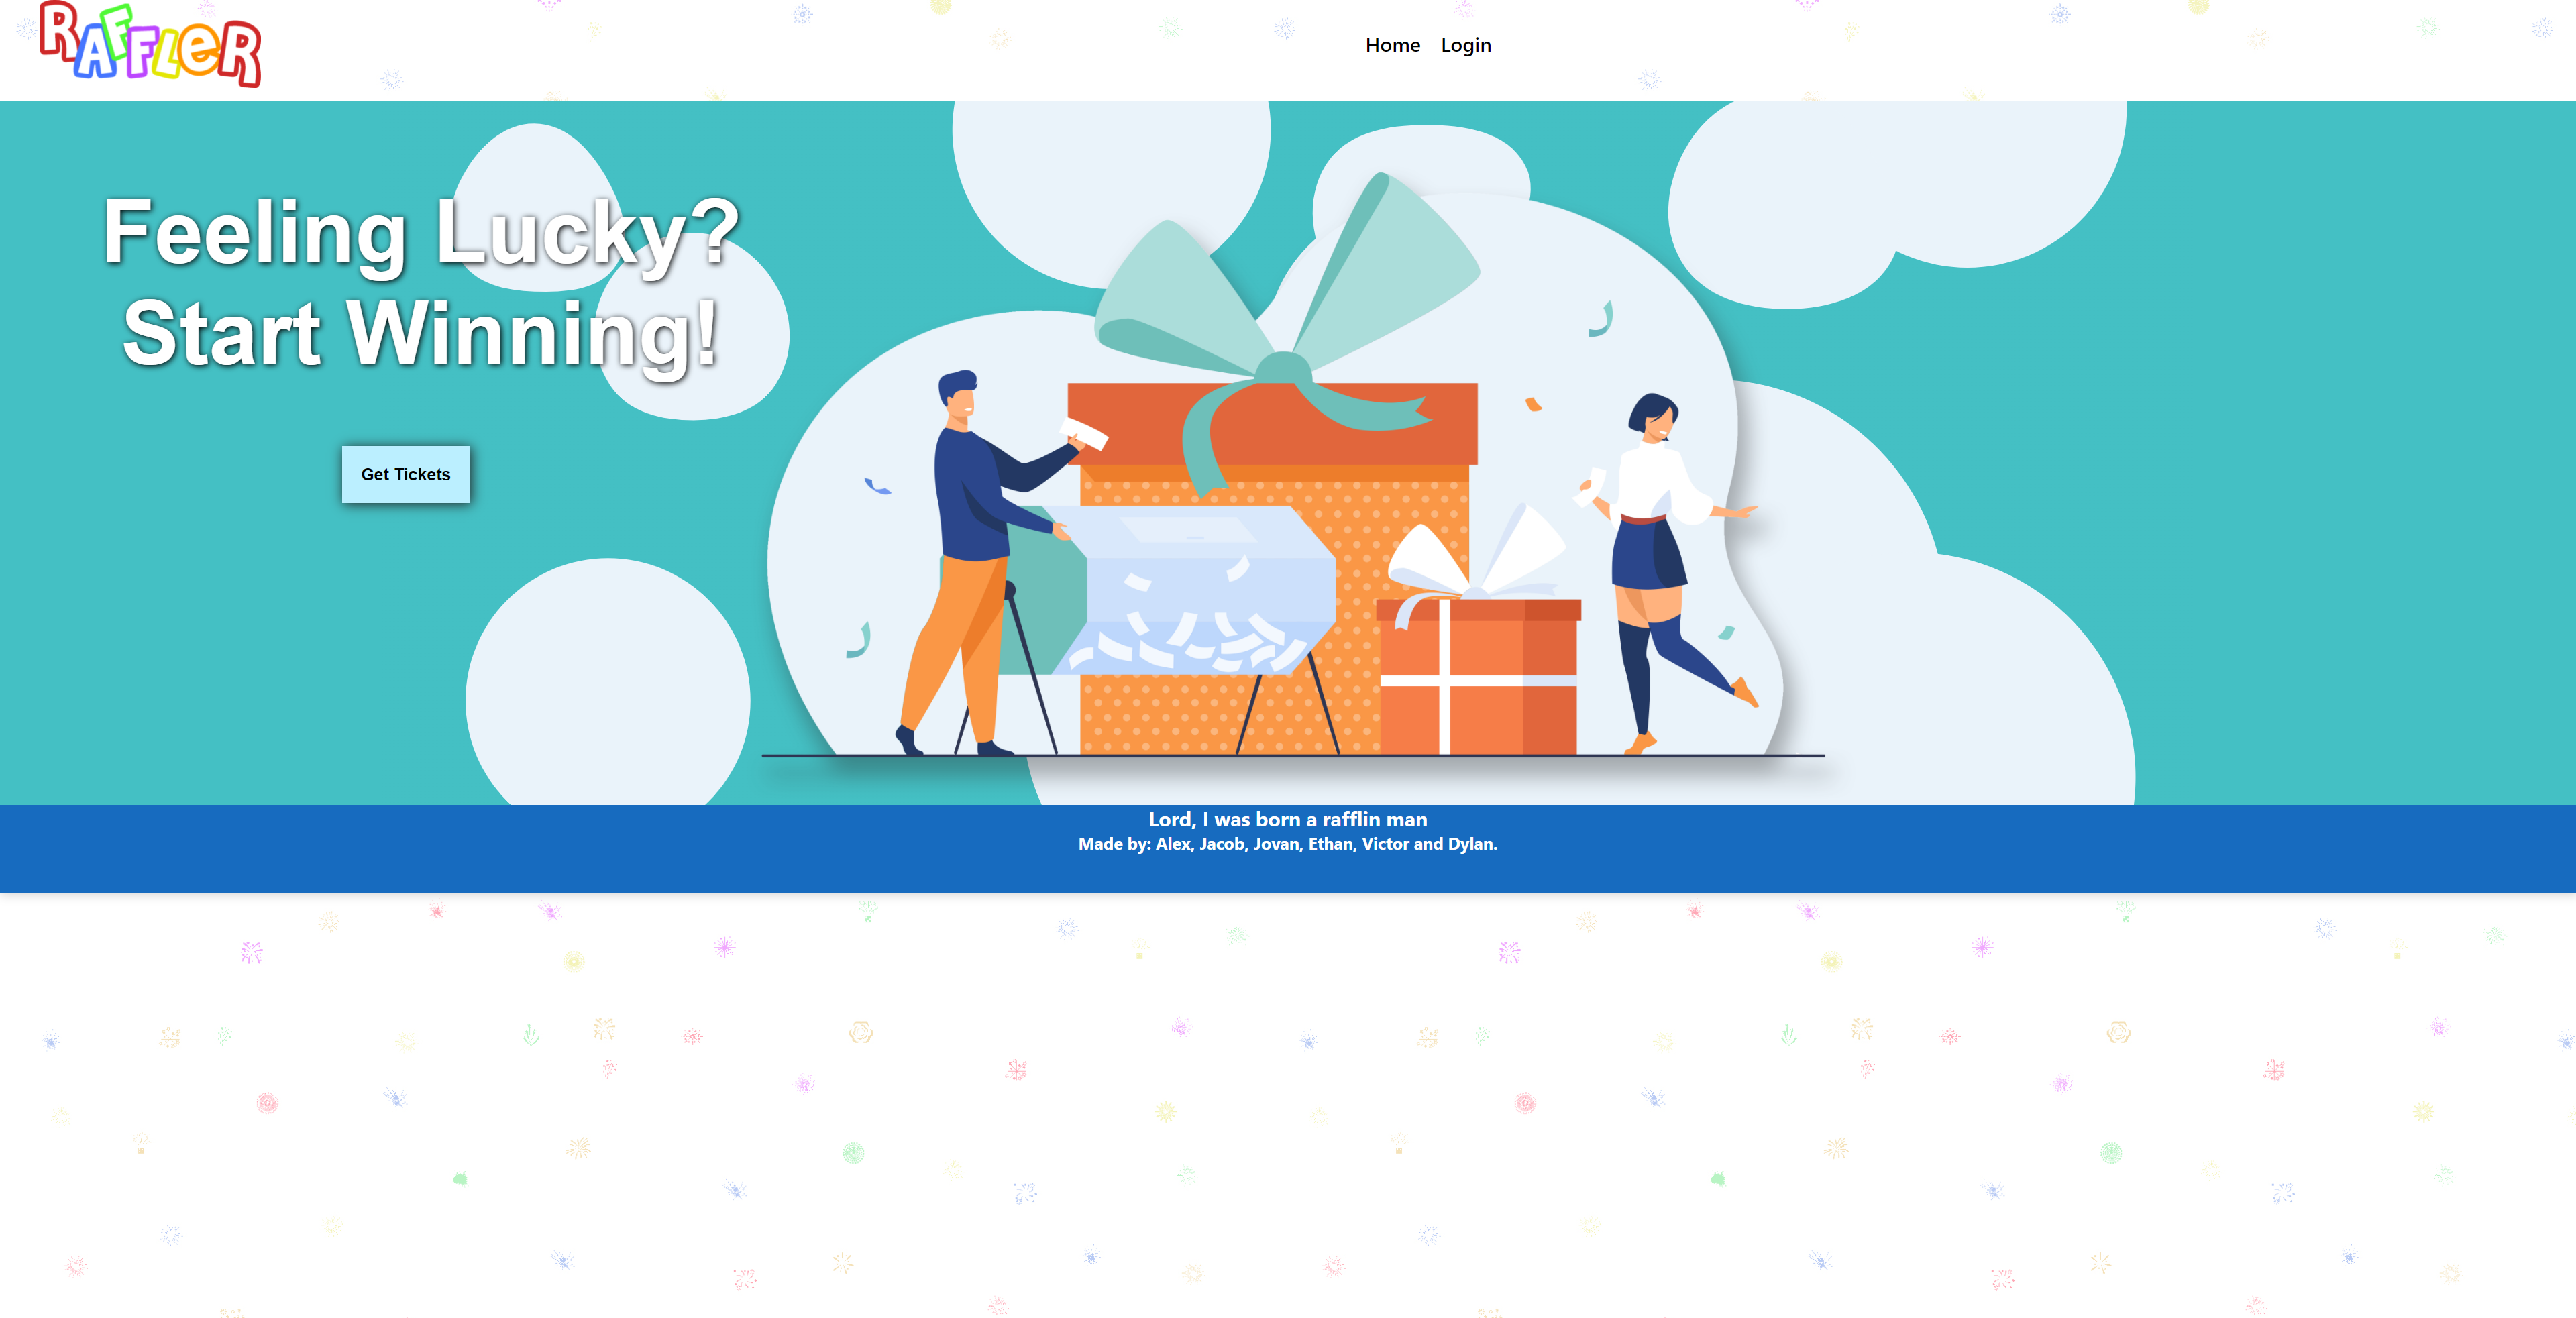 RAFFLER
Home Login
Feeling Lucky?
Start Winning!
Get Tickets
Lord, I was born a rafflin man
Made by: Alex, Jacob, Jovan, Ethan, Victor and Dylan.